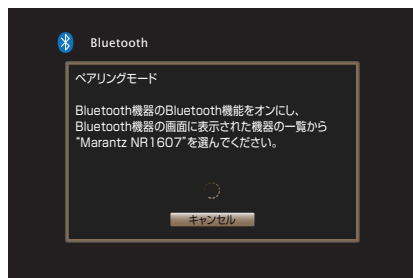 Bluetooth
ペアリングモード
Bluetooth機器のBluetooth機能をオンにし、
Bluetooth機器の画面に表示された機器の一覧から
“Marantz NR1607”を選んでください。
キャンセル